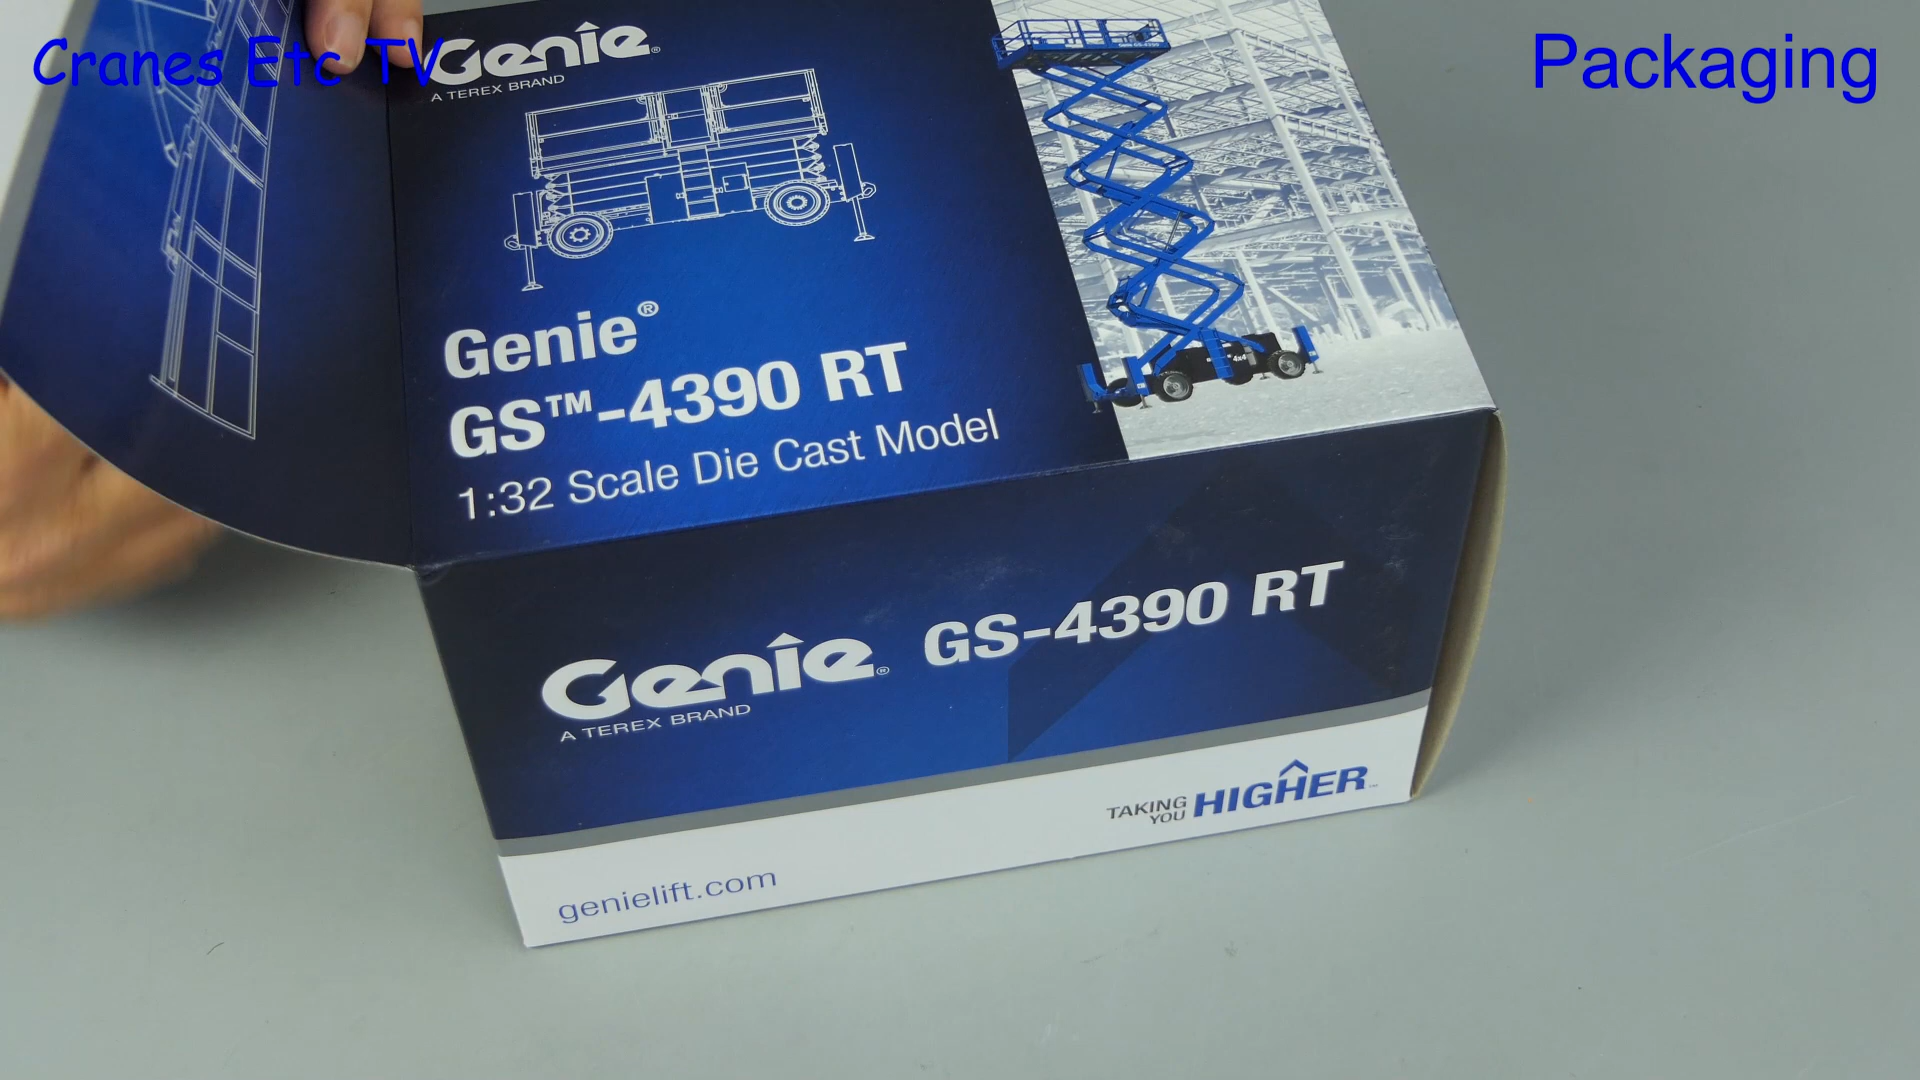 Cranes Etc TV
Packaging
Genie®
A TEREX BRAND
Genie®
GS™-4390 RT
1:32 Scale Die Cast Model
Genie® GS-4390 RT
A TEREX BRAND
TAKING YOU HIGHER™
genielift.com